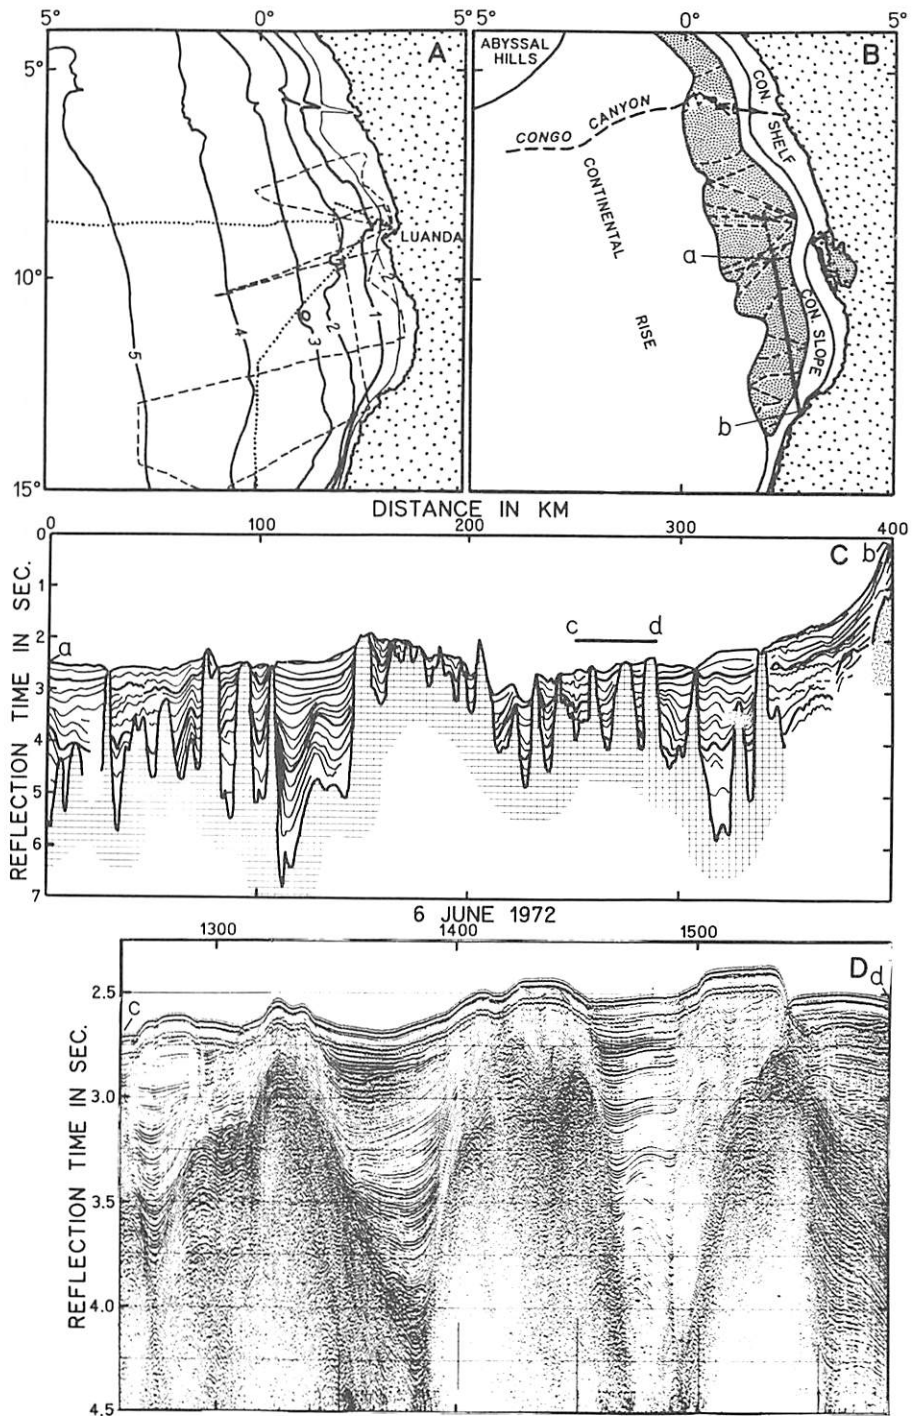 5° 0° 5° 5° 0° 5°
A
B
ABYSSAL
HILLS
5°
CON. SHELF
CONGO CANYON
CONTINENTAL
RISE
LUANDA
a
10°
CON. SLOPE
5 4 3 2 1
b
15°
DISTANCE IN KM
0 100 200 300 400
REFLECTION TIME IN SEC.
0
1
2
3
4
5
6
7
C
a
b
c d
6 JUNE 1972
1300 1400 1500
REFLECTION TIME IN SEC.
D
c
d
2.5
3.0
3.5
4.0
4.5